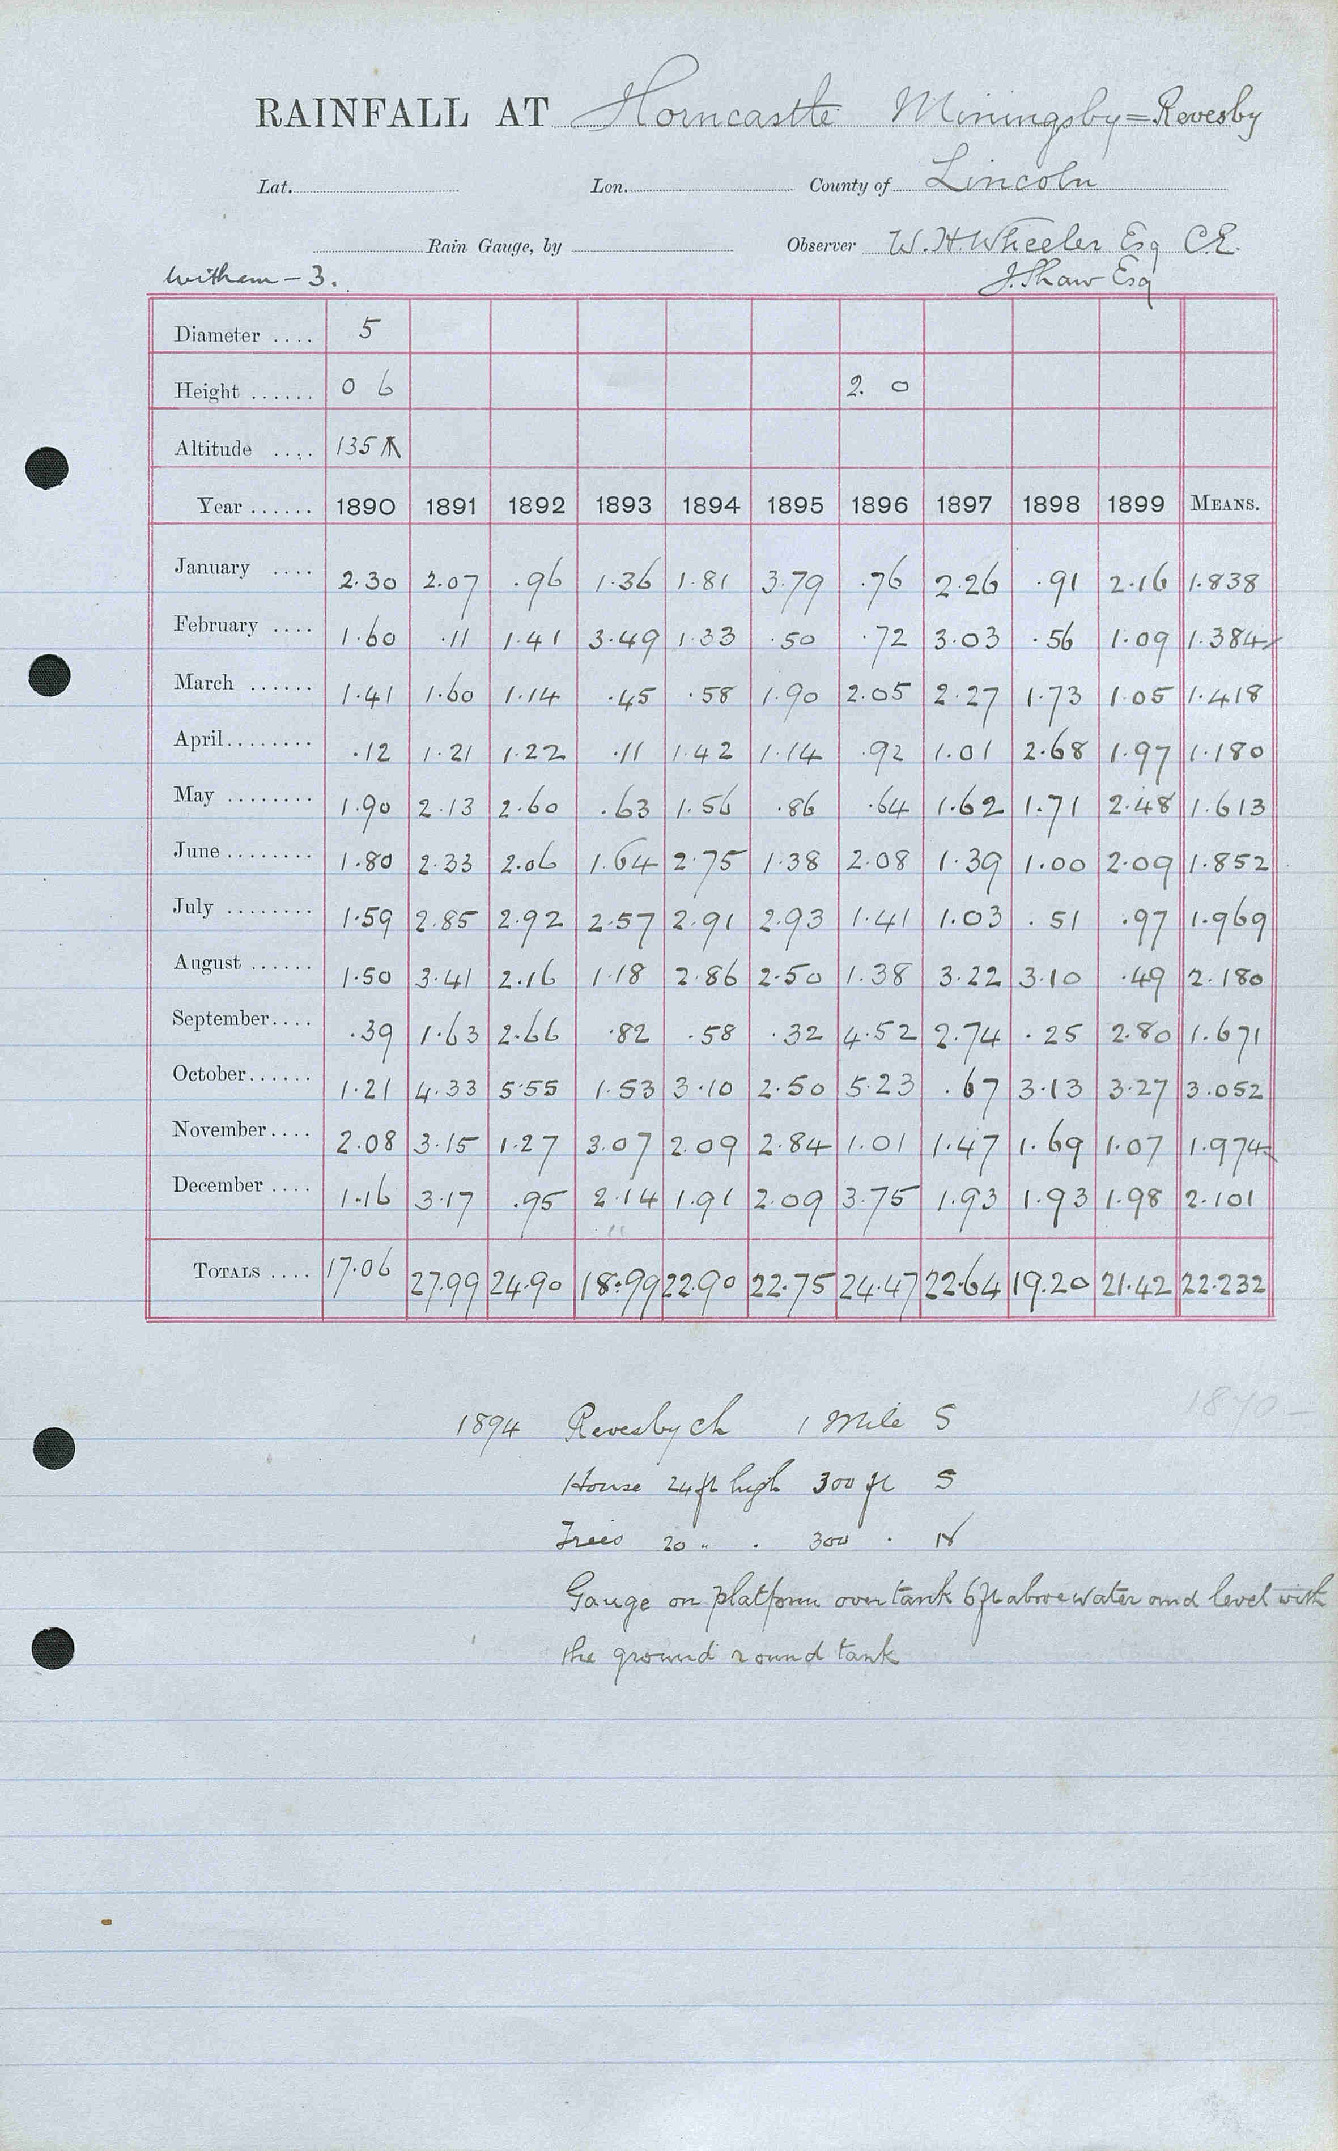 RAINFALL AT Horncastle Miningsby = Revesby
Lat. Lon. County of Lincoln
Rain Gauge, by Observer W. H Wheeler Esq C.E.
Witham - 3. J. Shaw Esq
Diameter .... 5
Height ...... 0 6 2. 0
Altitude .... 135
Year ...... 1890 1891 1892 1893 1894 1895 1896 1897 1898 1899 MEANS.
January .... 2.30 2.07 .96 1.36 1.81 3.79 .76 2.26 .91 2.16 1.838
February .... 1.60 .11 1.41 3.49 1.33 .50 .72 3.03 .56 1.09 1.384
March ...... 1.41 1.60 1.14 .45 .58 1.90 2.05 2.27 1.73 1.05 1.418
April........ .12 1.21 1.22 .11 1.42 1.14 .92 1.01 2.68 1.97 1.180
May ........ 1.90 2.13 2.60 .63 1.56 .86 .64 1.62 1.71 2.48 1.613
June ........ 1.80 2.33 2.06 1.64 2.75 1.38 2.08 1.39 1.00 2.09 1.852
July ........ 1.59 2.85 2.92 2.57 2.91 2.93 1.41 1.03 .51 .97 1.969
August ...... 1.50 3.41 2.16 1.18 2.86 2.50 1.38 3.22 3.10 .49 2.180
September.... .39 1.63 2.66 .82 .58 .32 4.52 2.74 .25 2.80 1.671
October...... 1.21 4.33 5.55 1.53 3.10 2.50 5.23 .67 3.13 3.27 3.052
November.... 2.08 3.15 1.27 3.07 2.09 2.84 1.01 1.47 1.69 1.07 1.974
December .... 1.16 3.17 .95 2.14 1.91 2.09 3.75 1.93 1.93 1.98 2.101
TOTALS .... 17.06 27.99 24.90 18.99 22.90 22.75 24.47 22.64 19.20 21.42 22.232
1870-
1894 Revesby Ch 1 Mile S
House 24 ft high 300 ft S
Trees 20 " . 300 . N
Gauge on platform over tank 6 ft above water and level with
the ground round tank